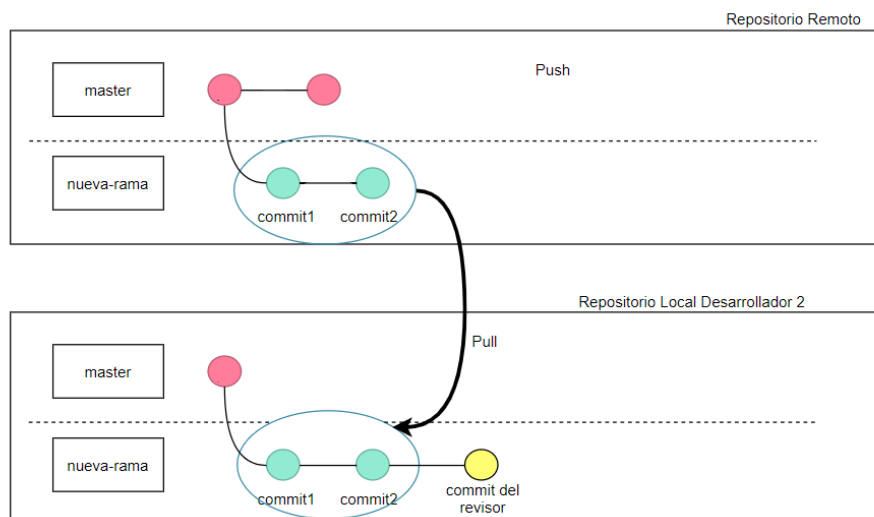 Repositorio Remoto
master
Push
nueva-rama
commit1
commit2
Repositorio Local Desarrollador 2
Pull
master
nueva-rama
commit1
commit2
commit del
revisor